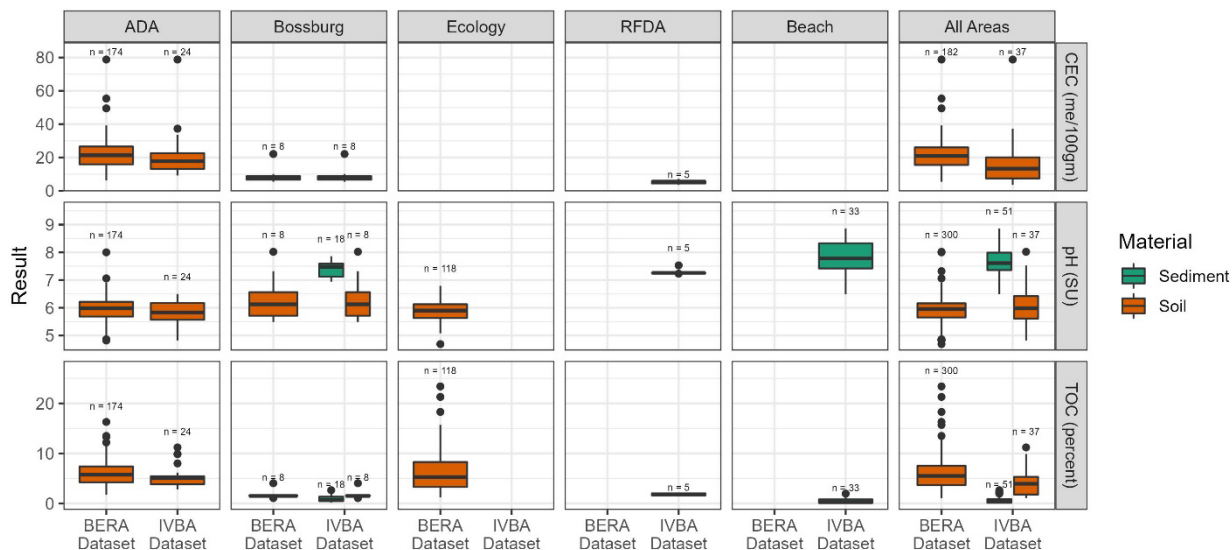 ADA Bossburg Ecology RFDA Beach All Areas
n = 174 n = 24 n = 182 n = 37
80
60
40
20
0
n = 8 n = 8
n = 5
CEC (me/100gm)
Result
9
8
7
6
5
n = 174 n = 24
n = 8 n = 18 n = 8
n = 118
n = 5
n = 33
n = 300 n = 51 n = 37
pH (SU)
Material
Sediment
Soil
20
10
0
n = 174 n = 24
n = 8 n = 18 n = 8
n = 118
n = 5
n = 33
n = 300 n = 51 n = 37
TOC (percent)
BERA IVBA BERA IVBA BERA IVBA BERA IVBA BERA IVBA BERA IVBA
Dataset Dataset Dataset Dataset Dataset Dataset Dataset Dataset Dataset Dataset Dataset Dataset